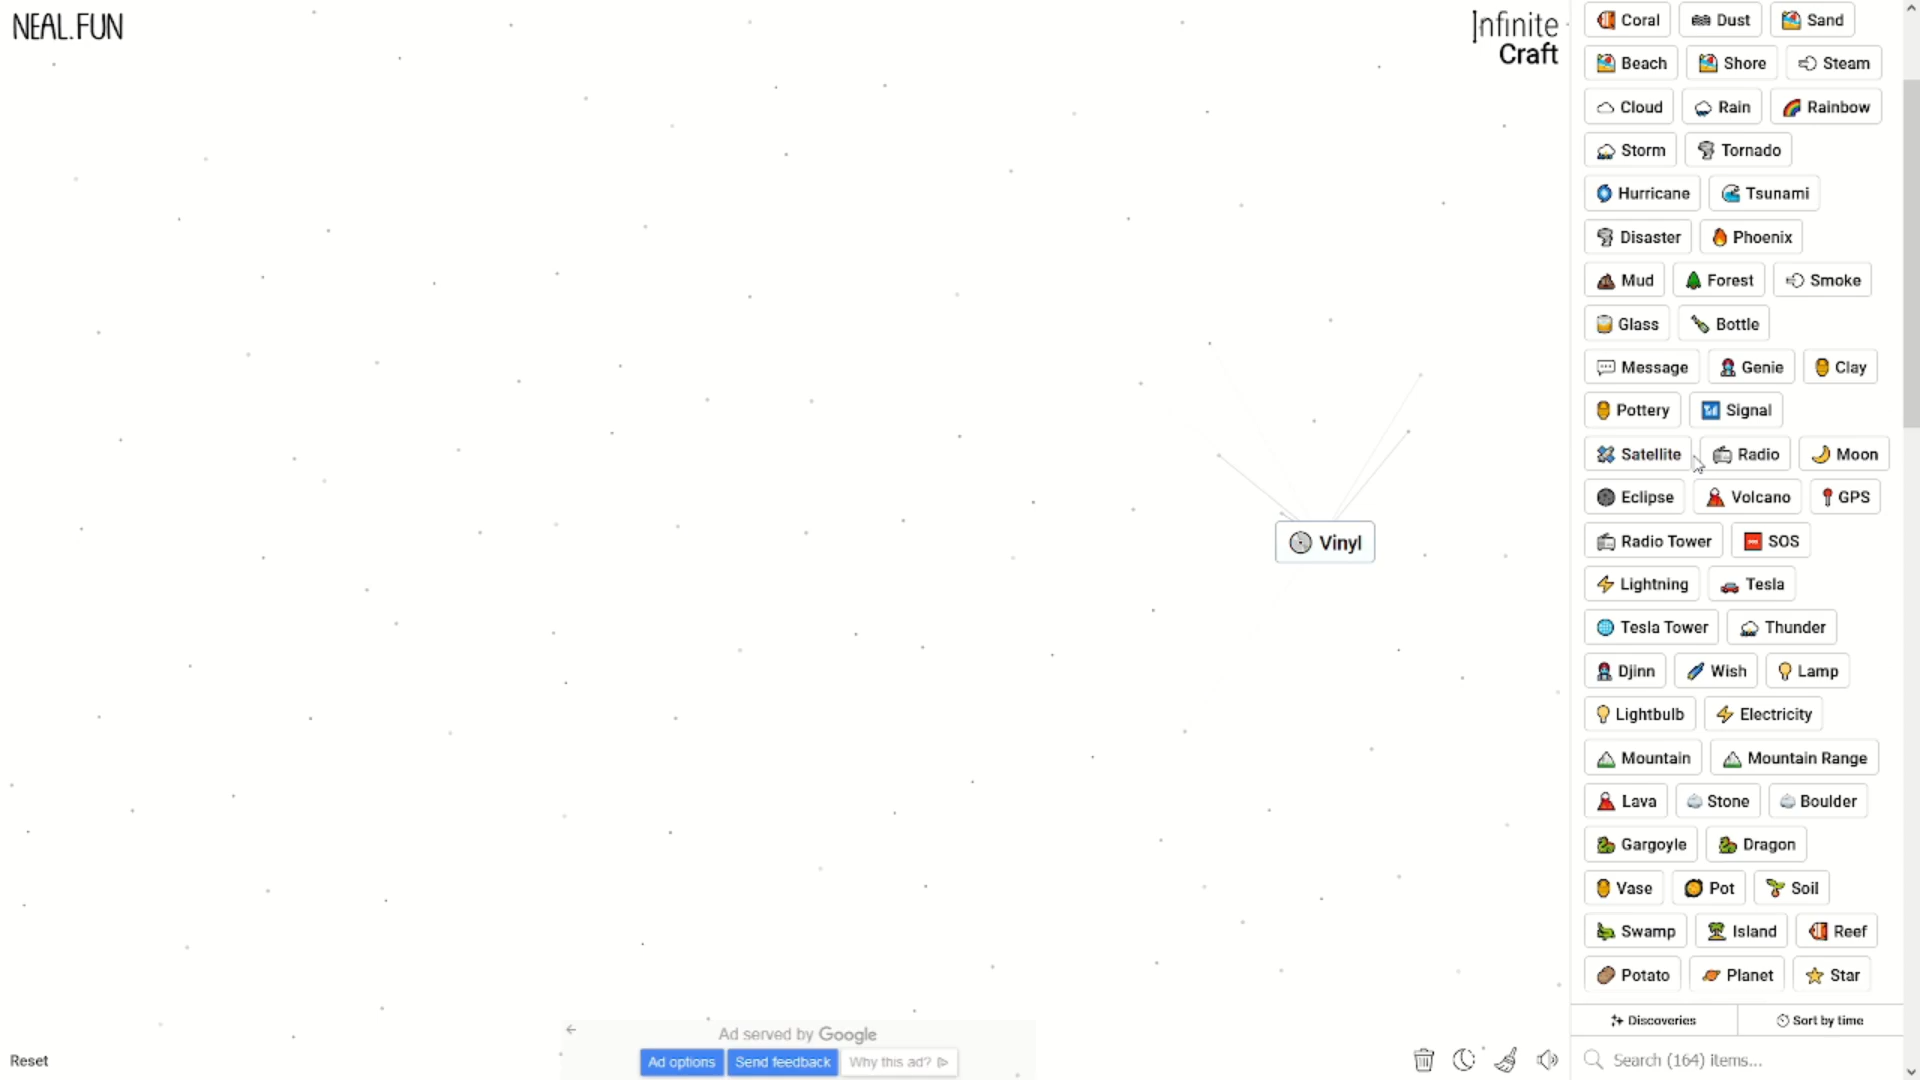 NEAL.FUN
Infinite
Craft
Coral Dust Sand
Beach Shore Steam
Cloud Rain Rainbow
Storm Tornado
Hurricane Tsunami
Disaster Phoenix
Mud Forest Smoke
Glass Bottle
Message Genie Clay
Pottery Signal
Satellite Radio Moon
Eclipse Volcano GPS
Radio Tower SOS
Vinyl
Lightning Tesla
Tesla Tower Thunder
Djinn Wish Lamp
Lightbulb Electricity
Mountain Mountain Range
Lava Stone Boulder
Gargoyle Dragon
Vase Pot Soil
Swamp Island Reef
Potato Planet Star
Discoveries Sort by time
Search (164) items...
Ad served by Google
Ad options Send feedback Why this ad?
Reset